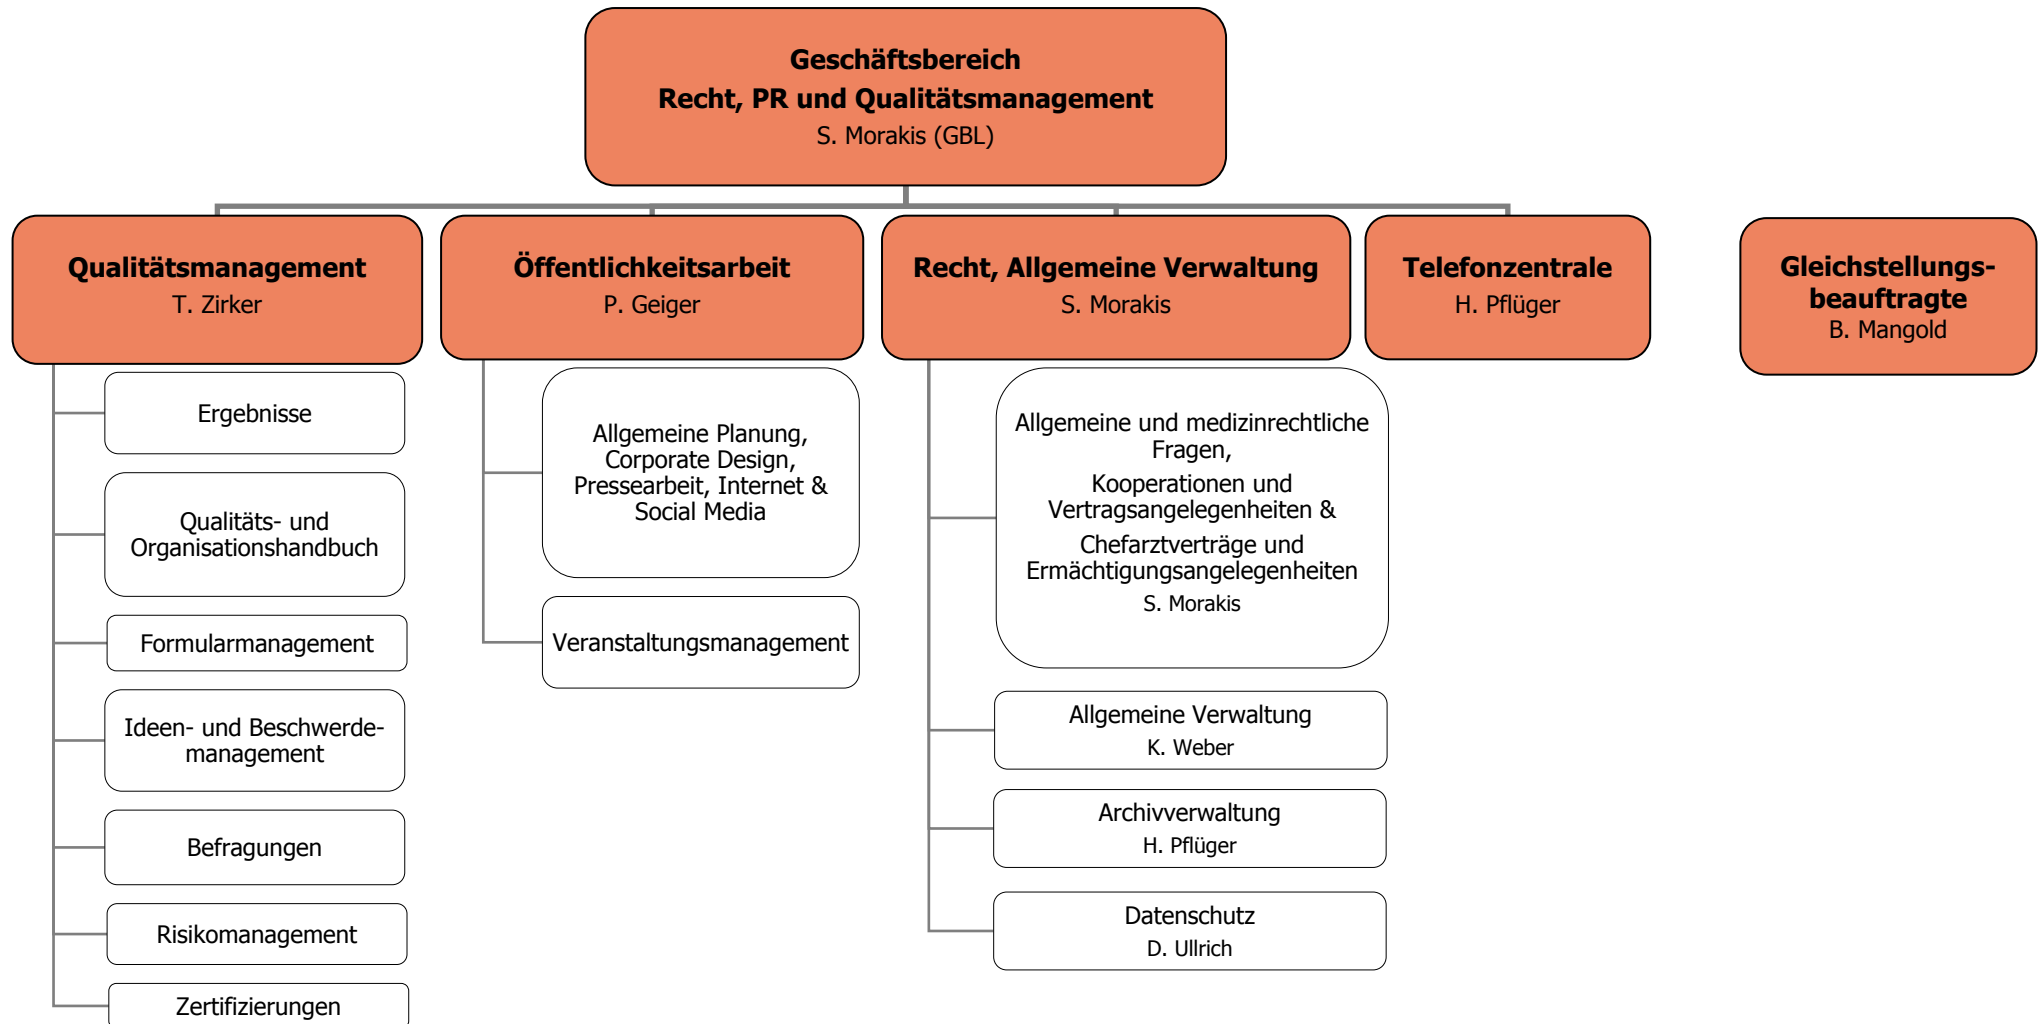 Geschäftsbereich
Recht, PR und Qualitätsmanagement
S. Morakis (GBL)
Qualitätsmanagement
T. Zirker
Öffentlichkeitsarbeit
P. Geiger
Recht, Allgemeine Verwaltung
S. Morakis
Telefonzentrale
H. Pflüger
Gleichstellungs-
beauftragte
B. Mangold
Ergebnisse
Qualitäts- und
Organisationshandbuch
Formularmanagement
Ideen- und Beschwerde-
management
Befragungen
Risikomanagement
Zertifizierungen
Allgemeine Planung,
Corporate Design,
Pressearbeit, Internet &
Social Media
Veranstaltungsmanagement
Allgemeine und medizinrechtliche
Fragen,
Kooperationen und
Vertragsangelegenheiten &
Chefarztverträge und
Ermächtigungsangelegenheiten
S. Morakis
Allgemeine Verwaltung
K. Weber
Archivverwaltung
H. Pflüger
Datenschutz
D. Ullrich